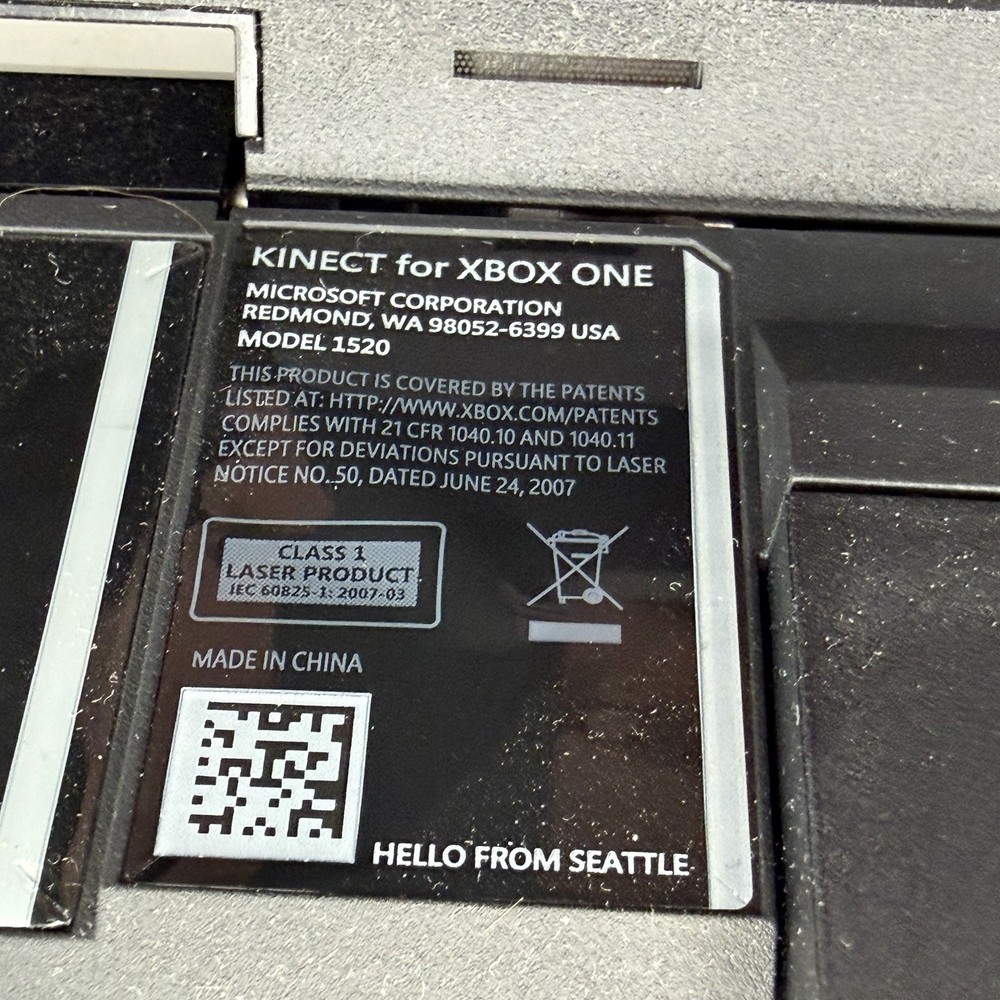 KINECT for XBOX ONE
MICROSOFT CORPORATION
REDMOND, WA 98052-6399 USA
MODEL 1520
THIS PRODUCT IS COVERED BY THE PATENTS
LISTED AT: HTTP://WWW.XBOX.COM/PATENTS
COMPLIES WITH 21 CFR 1040.10 AND 1040.11
EXCEPT FOR DEVIATIONS PURSUANT TO LASER
NOTICE NO. 50, DATED JUNE 24, 2007
CLASS 1
LASER PRODUCT
IEC 60825-1: 2007-03
MADE IN CHINA
HELLO FROM SEATTLE